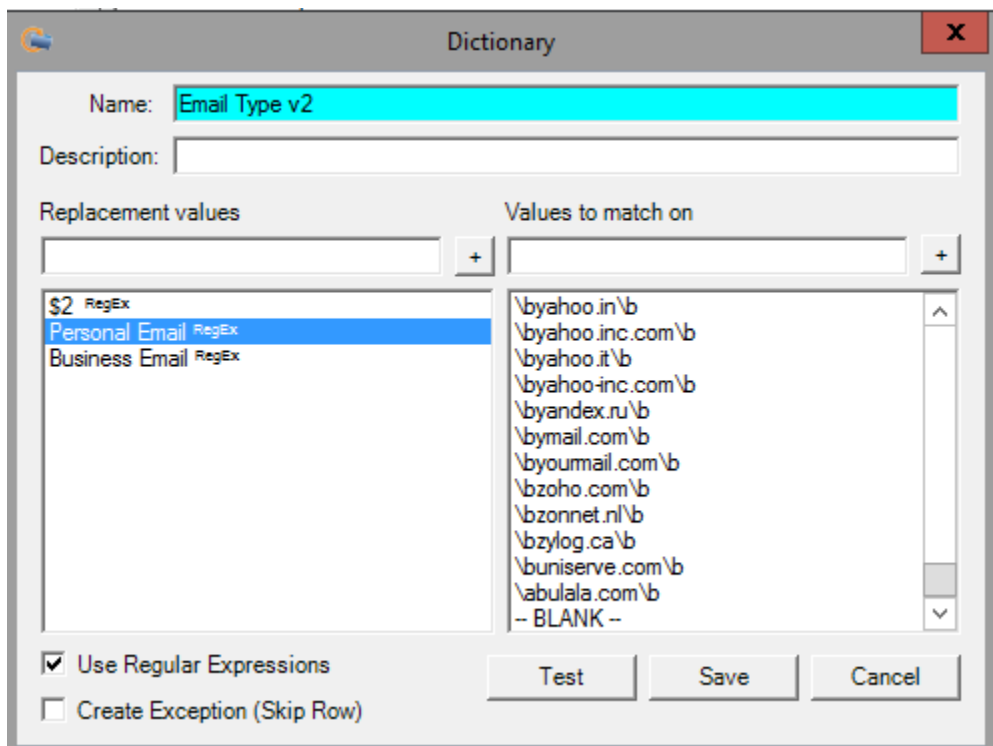 Dictionary
X
Name: Email Type v2
Description:
Replacement values
Values to match on
+
+
$2 RegEx
Personal Email RegEx
Business Email RegEx
\byahoo.in\b
\byahoo.inc.com\b
\byahoo.it\b
\byahoo-inc.com\b
\byandex.ru\b
\bymail.com\b
\byourmail.com\b
\bzoho.com\b
\bzonnet.nl\b
\bzylog.ca\b
\buniserve.com\b
\abulala.com\b
-- BLANK --
Use Regular Expressions
Test
Save
Cancel
Create Exception (Skip Row)